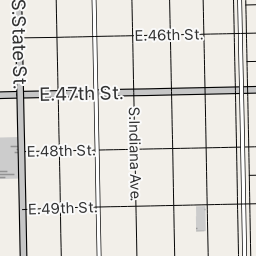 S. State St.
E. 46th St.
E. 47th St.
S. Indiana Ave.
E. 48th St.
E. 49th St.